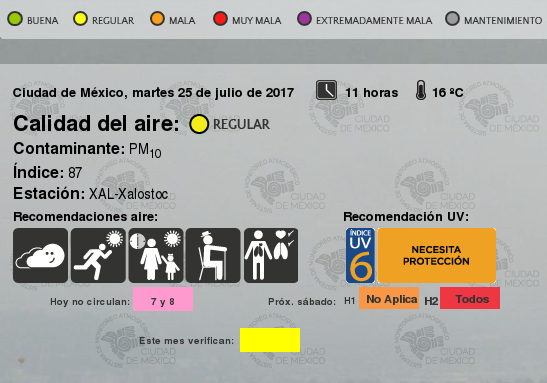 BUENA REGULAR MALA MUY MALA EXTREMADAMENTE MALA MANTENIMIENTO
Ciudad de México, martes 25 de julio de 2017 11 horas 16 ºC
Calidad del aire: REGULAR
Contaminante: PM10
Índice: 87
Estación: XAL-Xalostoc
Recomendaciones aire: Recomendación UV:
ÍNDICE
UV
6
NECESITA
PROTECCIÓN
Hoy no circulan: 7 y 8 Próx. sábado: H1 No Aplica H2 Todos
Este mes verifican:
CIUDAD
DE MÉXICO